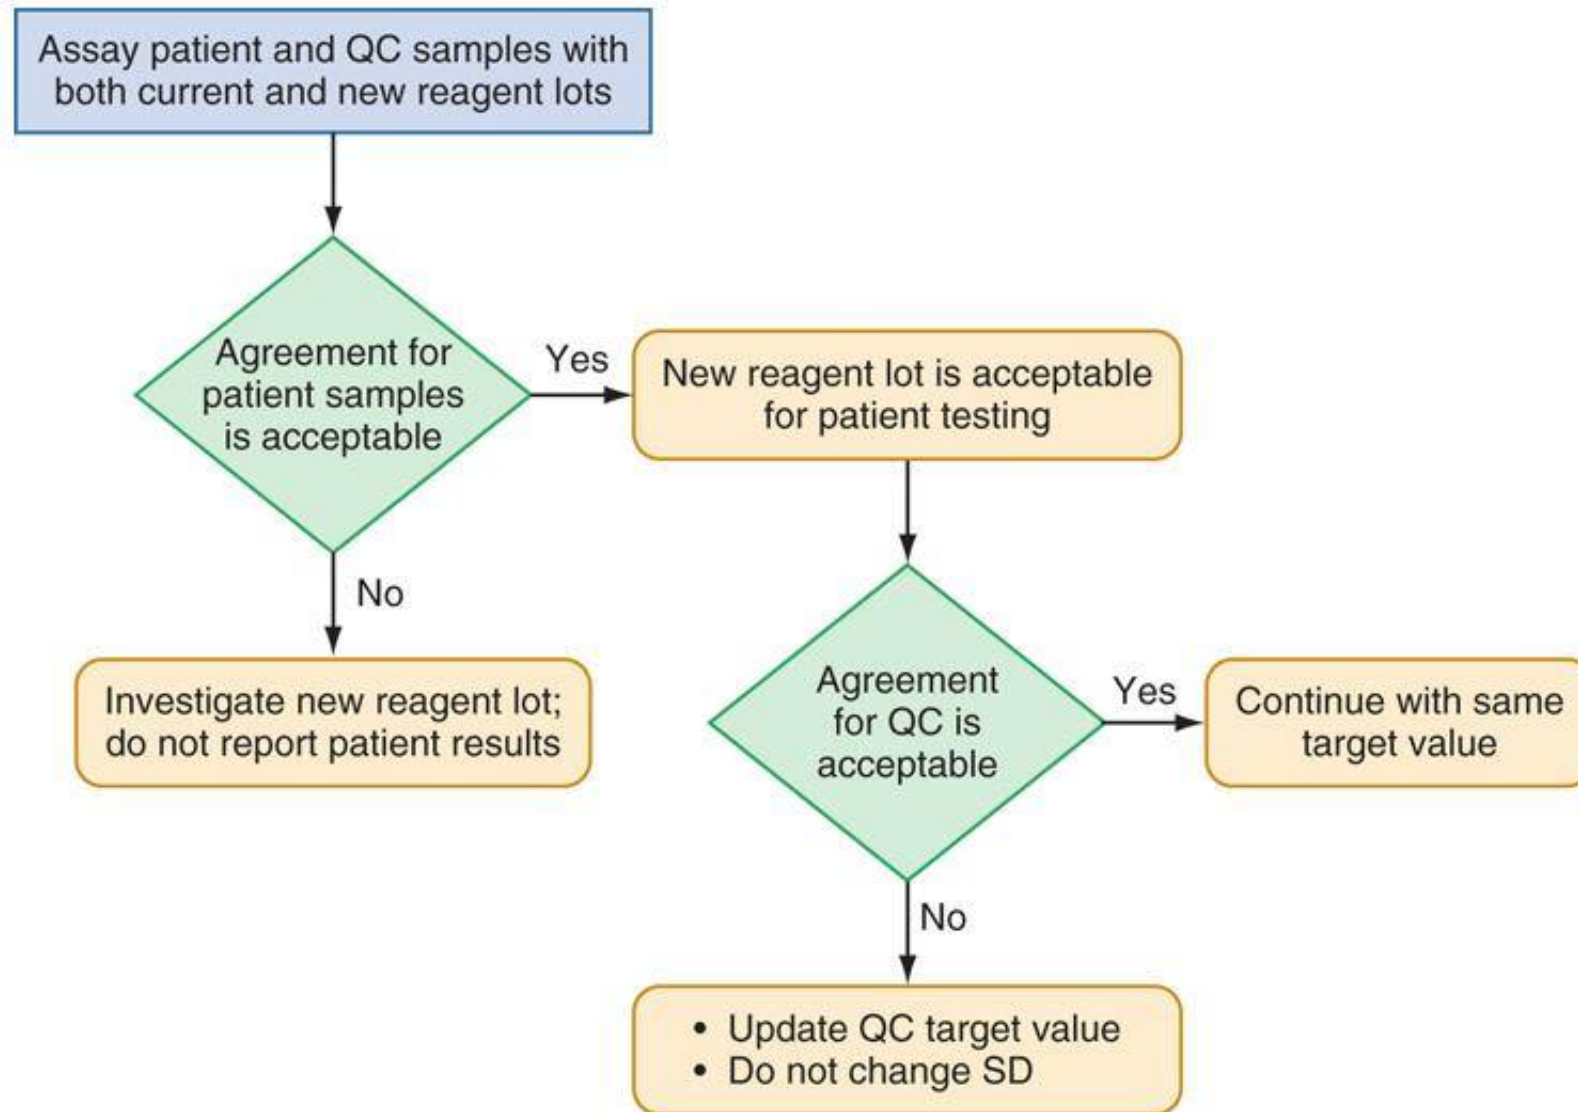 Assay patient and QC samples with
both current and new reagent lots
Agreement for
patient samples
is acceptable
Yes
New reagent lot is acceptable
for patient testing
No
Investigate new reagent lot;
do not report patient results
Agreement
for QC is
acceptable
Yes
Continue with same
target value
No
• Update QC target value
• Do not change SD